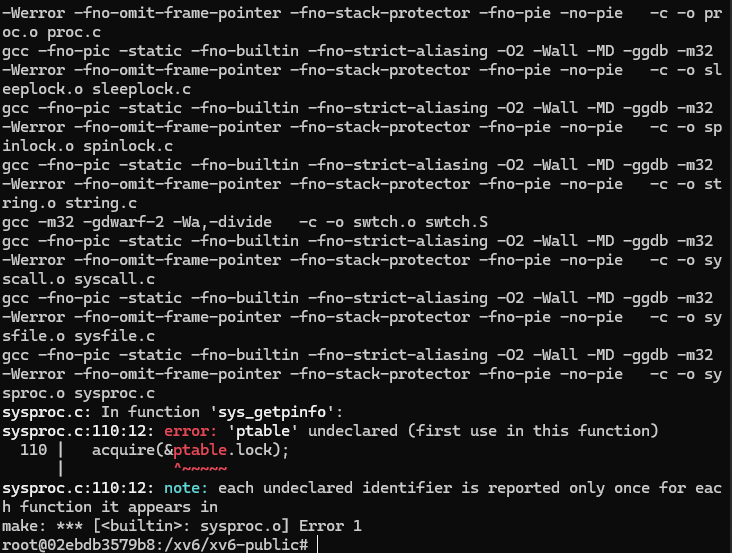 -Werror -fno-omit-frame-pointer -fno-stack-protector -fno-pie -no-pie   -c -o pr
oc.o proc.c
gcc -fno-pic -static -fno-builtin -fno-strict-aliasing -O2 -Wall -MD -ggdb -m32
-Werror -fno-omit-frame-pointer -fno-stack-protector -fno-pie -no-pie   -c -o sl
eeplock.o sleeplock.c
gcc -fno-pic -static -fno-builtin -fno-strict-aliasing -O2 -Wall -MD -ggdb -m32
-Werror -fno-omit-frame-pointer -fno-stack-protector -fno-pie -no-pie   -c -o sp
inlock.o spinlock.c
gcc -fno-pic -static -fno-builtin -fno-strict-aliasing -O2 -Wall -MD -ggdb -m32
-Werror -fno-omit-frame-pointer -fno-stack-protector -fno-pie -no-pie   -c -o st
ring.o string.c
gcc -m32 -gdwarf-2 -Wa,-divide   -c -o swtch.o swtch.S
gcc -fno-pic -static -fno-builtin -fno-strict-aliasing -O2 -Wall -MD -ggdb -m32
-Werror -fno-omit-frame-pointer -fno-stack-protector -fno-pie -no-pie   -c -o sy
scall.o syscall.c
gcc -fno-pic -static -fno-builtin -fno-strict-aliasing -O2 -Wall -MD -ggdb -m32
-Werror -fno-omit-frame-pointer -fno-stack-protector -fno-pie -no-pie   -c -o sy
sfile.o sysfile.c
gcc -fno-pic -static -fno-builtin -fno-strict-aliasing -O2 -Wall -MD -ggdb -m32
-Werror -fno-omit-frame-pointer -fno-stack-protector -fno-pie -no-pie   -c -o sy
sproc.o sysproc.c
sysproc.c: In function 'sys_getpinfo':
sysproc.c:110:12: error: 'ptable' undeclared (first use in this function)
  110 |   acquire(&ptable.lock);
      |            ^~~~~~
sysproc.c:110:12: note: each undeclared identifier is reported only once for eac
h function it appears in
make: *** [<builtin>: sysproc.o] Error 1
root@02ebdb3579b8:/xv6/xv6-public#